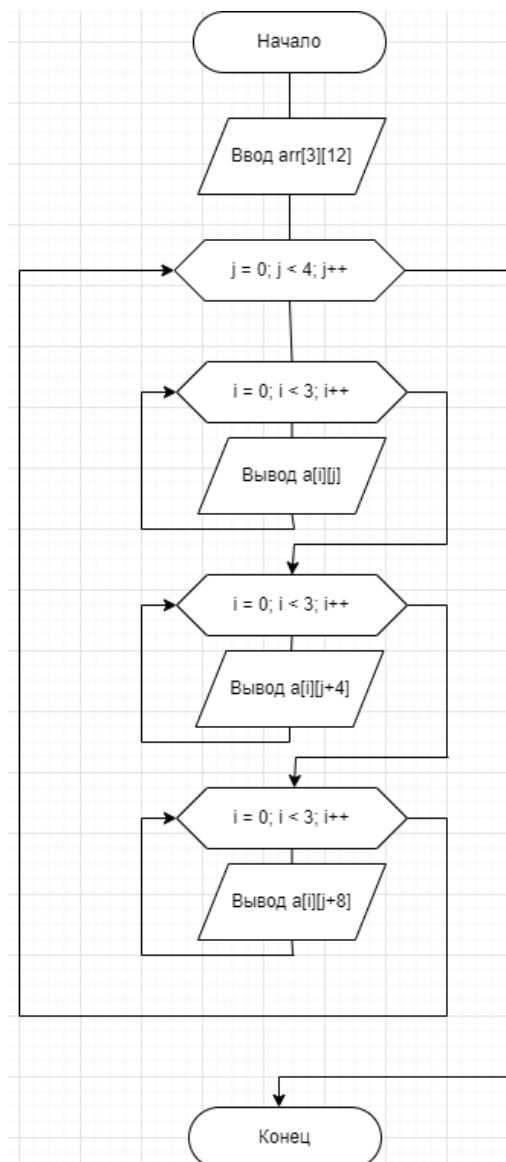 Начало
Ввод arr[3][12]
j = 0; j < 4; j++
i = 0; i < 3; i++
Вывод a[i][j]
i = 0; i < 3; i++
Вывод a[i][j+4]
i = 0; i < 3; i++
Вывод a[i][j+8]
Конец